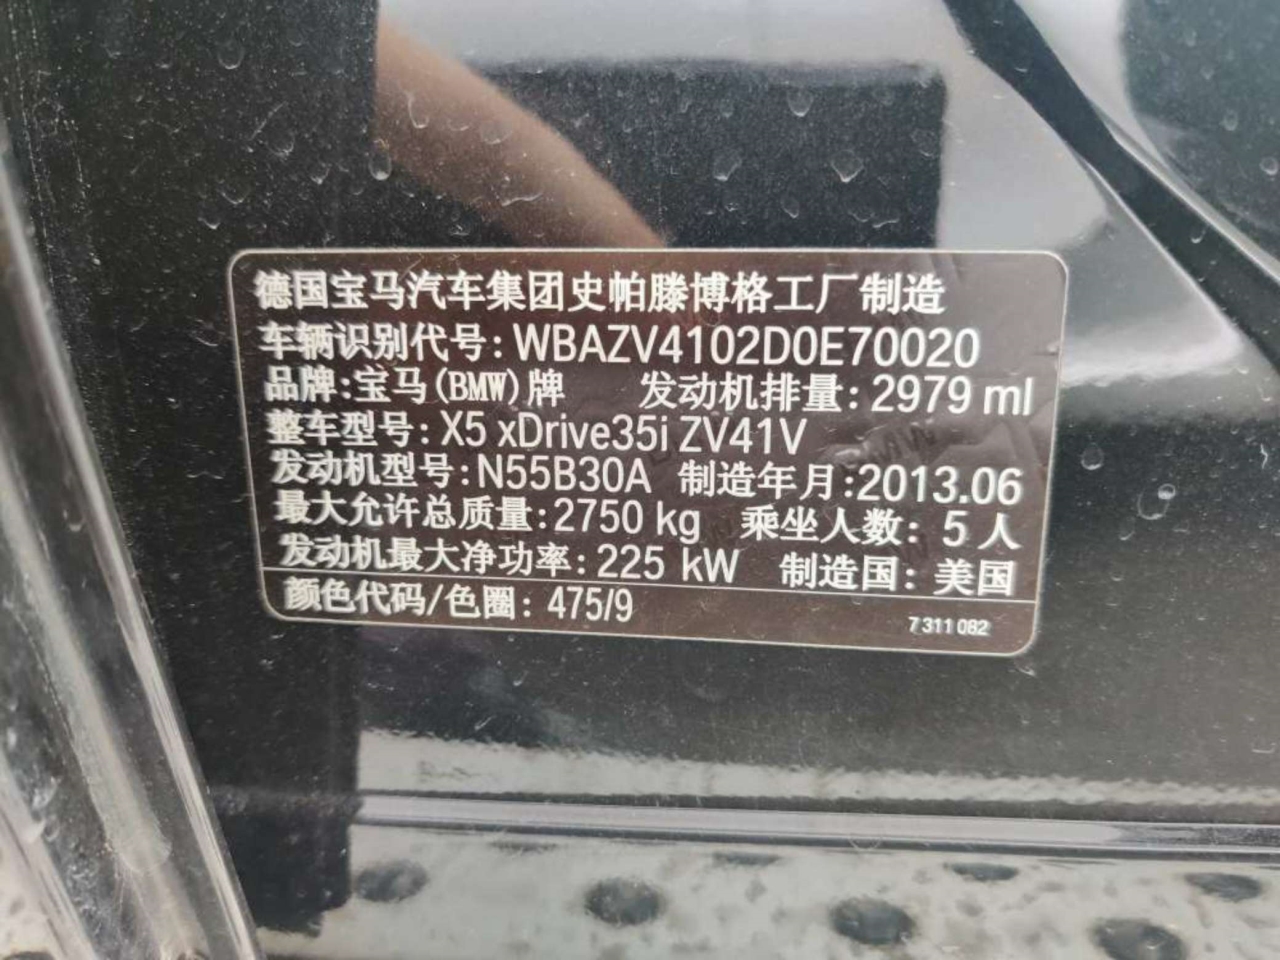 德国宝马汽车集团史帕滕博格工厂制造
车辆识别代号: WBAZV4102D0E70020
品牌:宝马(BMW)牌 发动机排量: 2979 ml
整车型号: X5 xDrive35i ZV41V
发动机型号: N55B30A 制造年月:2013.06
最大允许总质量: 2750 kg 乘坐人数: 5 人
发动机最大净功率: 225 kW 制造国: 美国
颜色代码/色圈: 475/9
7 311 082